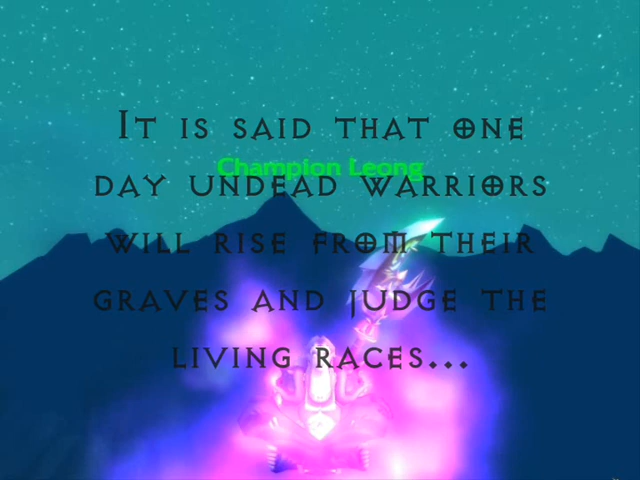 It is said that one
Champion Leong
day undead warriors
will rise from their
graves and judge the
living races...